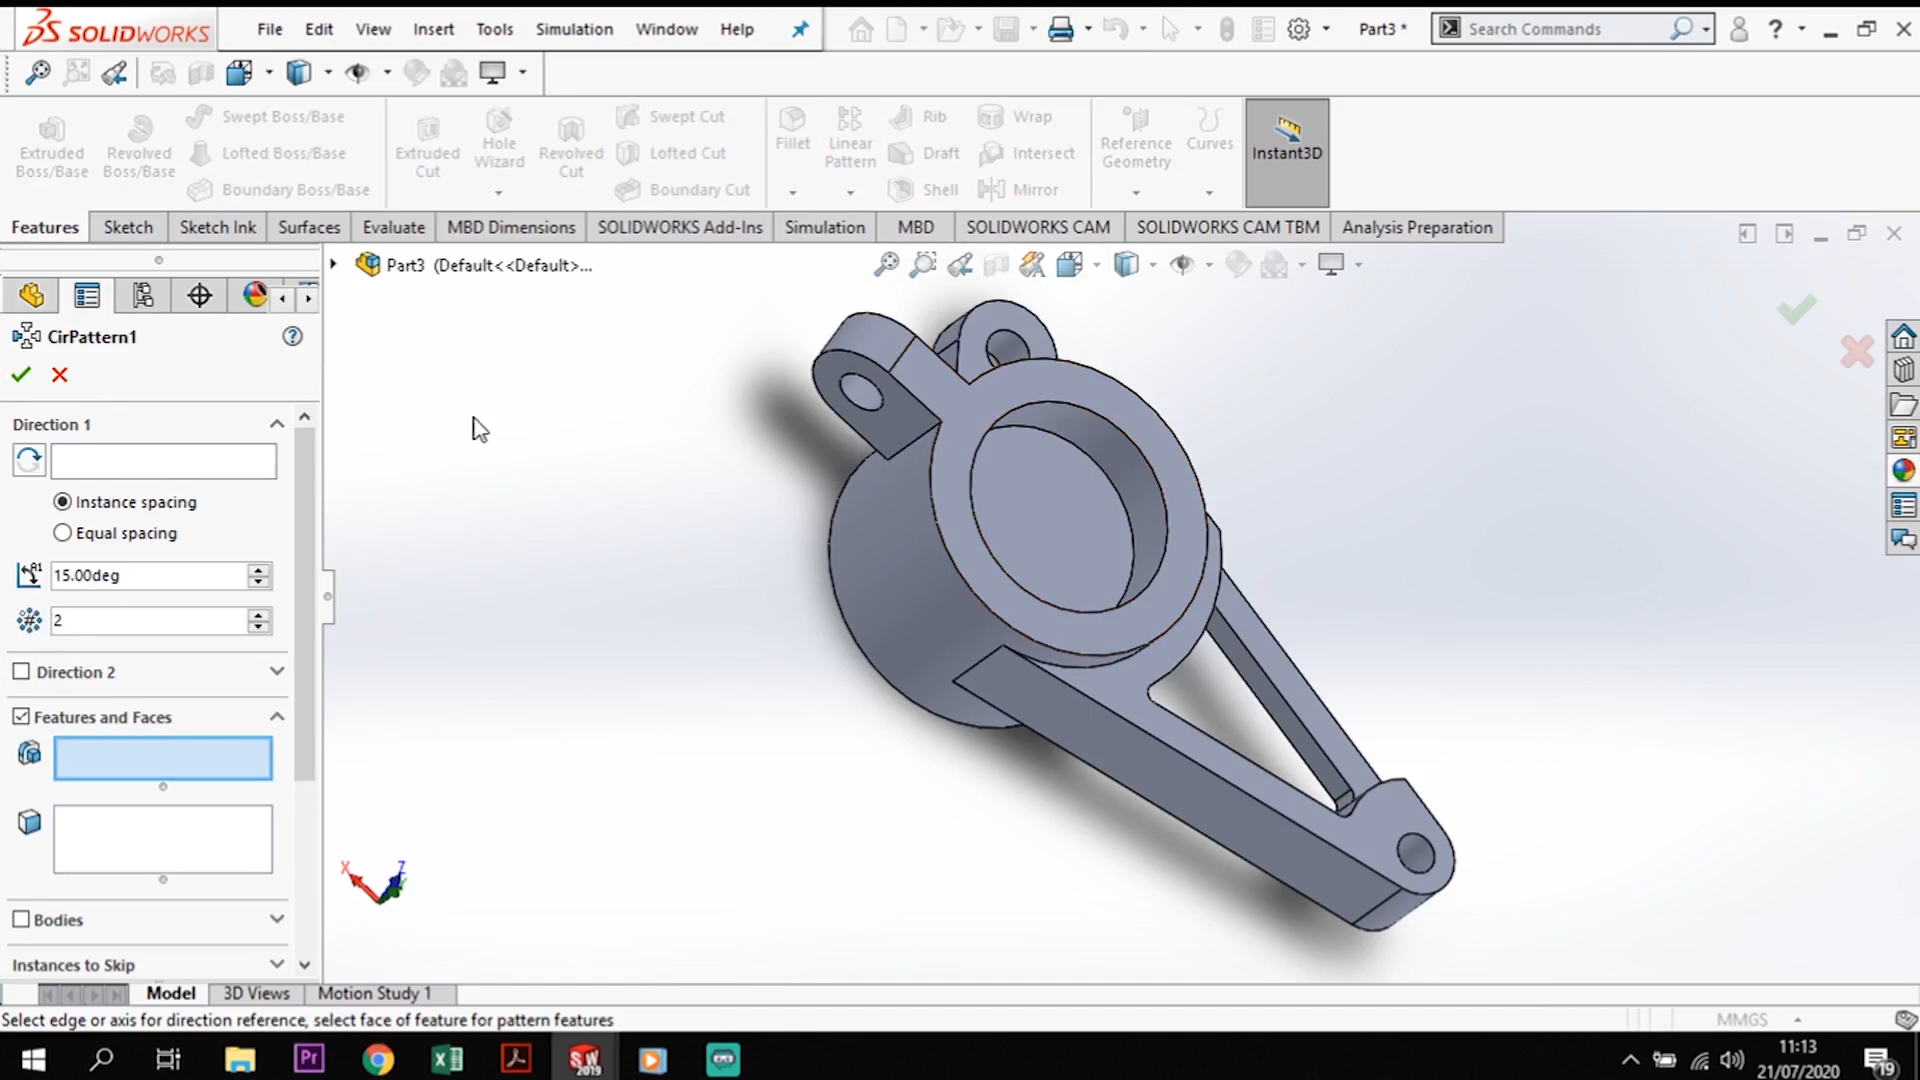 SOLIDWORKS File Edit View Insert Tools Simulation Window Help Part3 * Search Commands ?
Extruded Boss/Base
Revolved Boss/Base
Swept Boss/Base
Lofted Boss/Base
Boundary Boss/Base
Extruded Cut
Hole Wizard
Revolved Cut
Swept Cut
Lofted Cut
Boundary Cut
Fillet
Linear Pattern
Rib
Draft
Shell
Wrap
Intersect
Mirror
Reference Geometry
Curves
Instant3D
Features Sketch Sketch Ink Surfaces Evaluate MBD Dimensions SOLIDWORKS Add-Ins Simulation MBD SOLIDWORKS CAM SOLIDWORKS CAM TBM Analysis Preparation
Part3 (Default<<Default>...
CirPattern1
Direction 1
Instance spacing
Equal spacing
15.00deg
2
Direction 2
Features and Faces
Bodies
Instances to Skip
X Z
Model 3D Views Motion Study 1
Select edge or axis for direction reference, select face of feature for pattern features
MMGS
Pr
SW
2019
11:13
21/07/2020
19